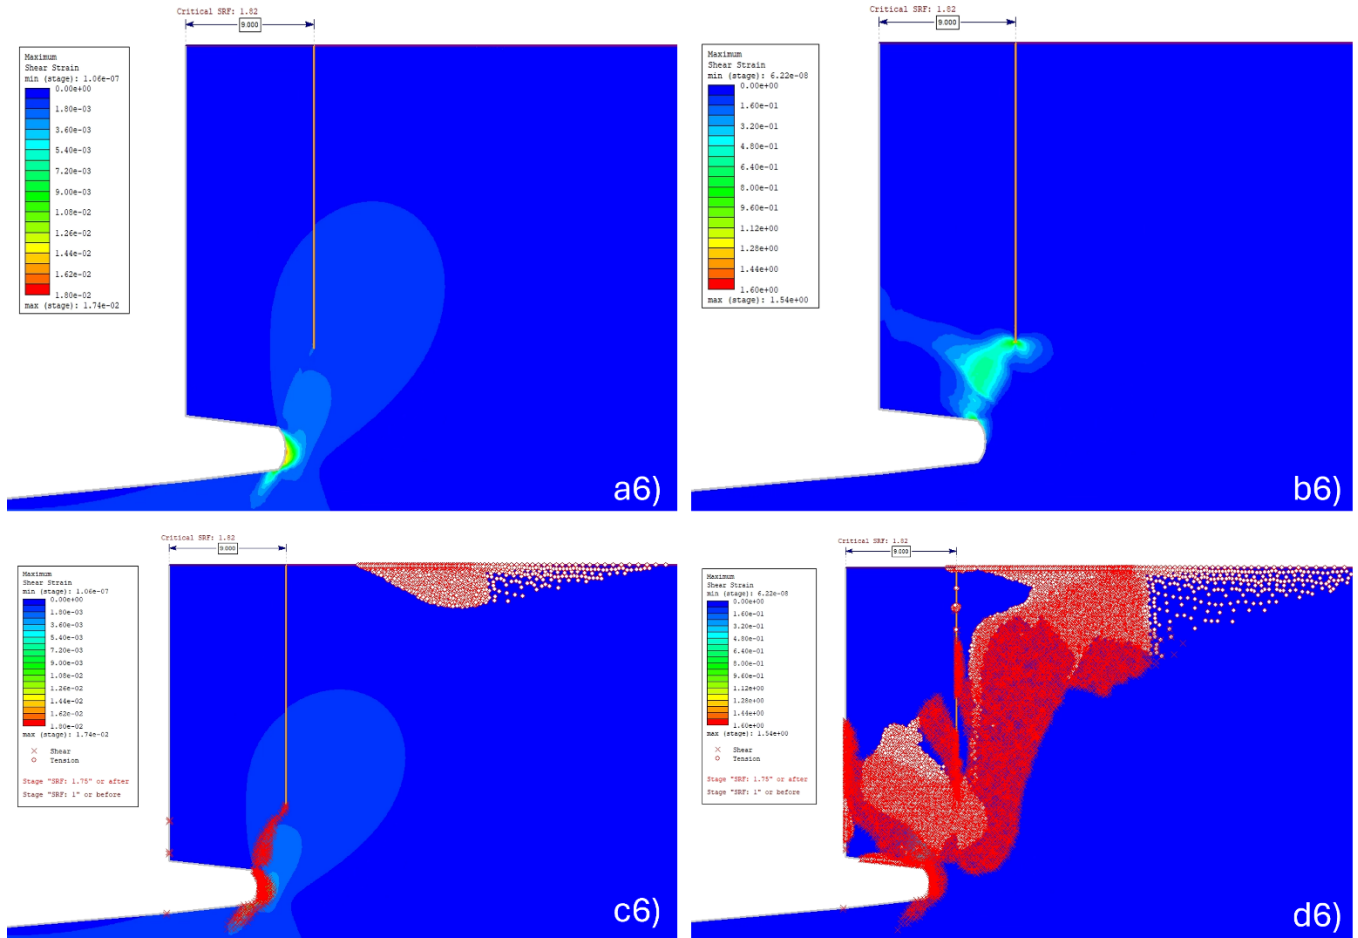 Critical SRF: 1.82
9.000
Maximum
Shear Strain
min (stage): 1.06e-07
0.00e+00
1.80e-03
3.60e-03
5.40e-03
7.20e-03
9.00e-03
1.08e-02
1.26e-02
1.44e-02
1.62e-02
1.80e-02
max (stage): 1.74e-02
a6)
Critical SRF: 1.82
9.000
Maximum
Shear Strain
min (stage): 6.22e-08
0.00e+00
1.60e-01
3.20e-01
4.80e-01
6.40e-01
8.00e-01
9.60e-01
1.12e+00
1.28e+00
1.44e+00
1.60e+00
max (stage): 1.54e+00
b6)
Critical SRF: 1.82
9.000
Maximum
Shear Strain
min (stage): 1.06e-07
0.00e+00
1.80e-03
3.60e-03
5.40e-03
7.20e-03
9.00e-03
1.08e-02
1.26e-02
1.44e-02
1.62e-02
1.80e-02
max (stage): 1.74e-02
Shear
Tension
Stage "SRF: 1.75" or after
Stage "SRF: 1" or before
c6)
Critical SRF: 1.82
9.000
Maximum
Shear Strain
min (stage): 6.22e-08
0.00e+00
1.60e-01
3.20e-01
4.80e-01
6.40e-01
8.00e-01
9.60e-01
1.12e+00
1.28e+00
1.44e+00
1.60e+00
max (stage): 1.54e+00
Shear
Tension
Stage "SRF: 1.75" or after
Stage "SRF: 1" or before
d6)